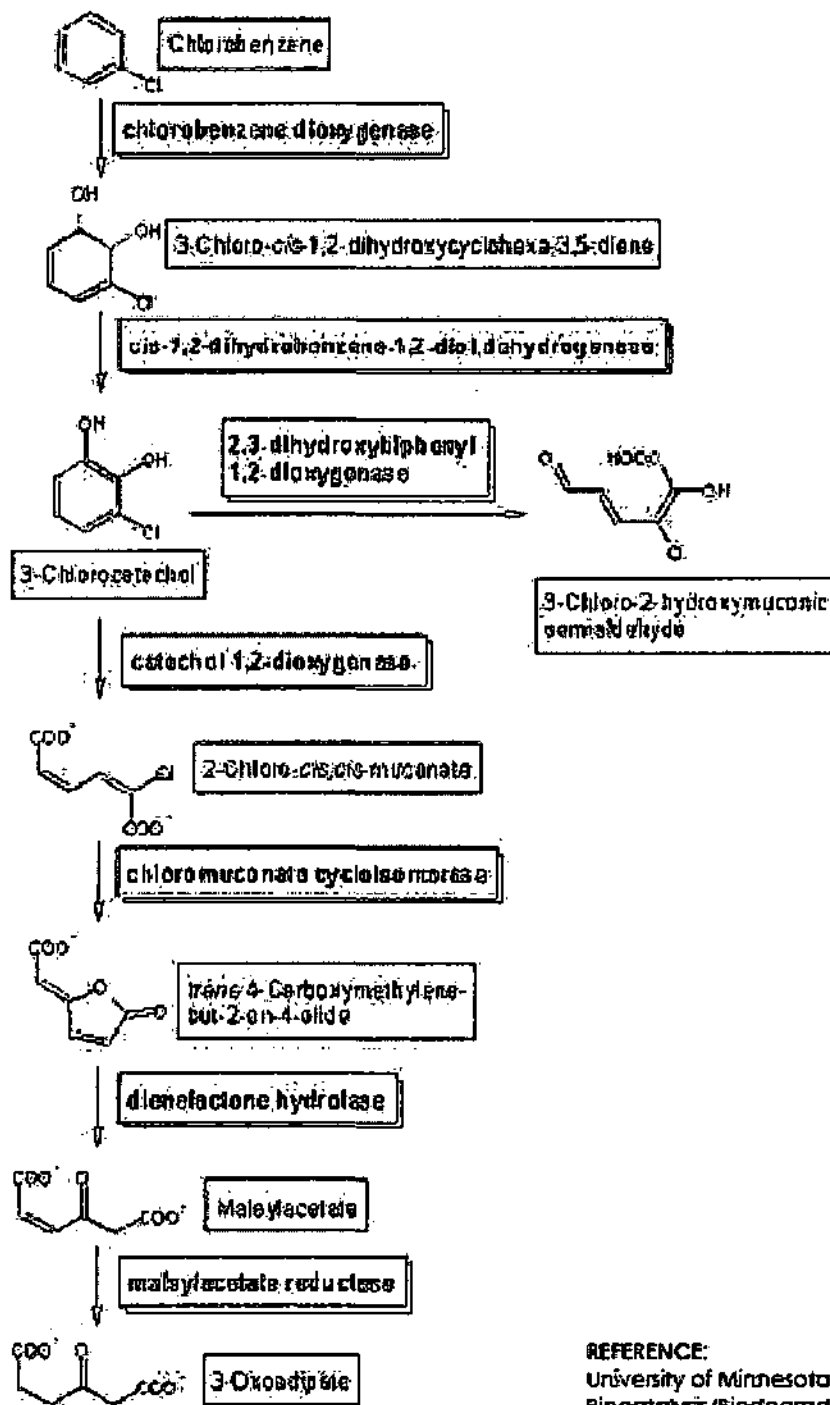 Chlorobenzene
Cl
chlorobenzene dioxygenase
OH
OH
Cl
3-Chloro-cis-1,2-dihydroxycyclohexa-3,5-diene
cis-1,2-dihydrobenzene-1,2-diol dehydrogenase
OH
OH
Cl
3-Chlorocatechol
2,3-dihydroxybiphenyl
1,2-dioxygenase
O
HOCO
OH
Cl
3-Chloro-2-hydroxymuconic
semialdehyde
catechol 1,2-dioxygenase
COO-
Cl
COO-
2-Chloro-cis,cis-muconate
chloromuconate cycloisomerase
COO-
O
O
trans-4-Carboxymethylene-
but-2-en-4-olide
dienelactone hydrolase
COO-
O
COO-
Maleylacetate
maleylacetate reductase
COO-
O
COO-
3-Oxoadipate
REFERENCE:
University of Minnesota